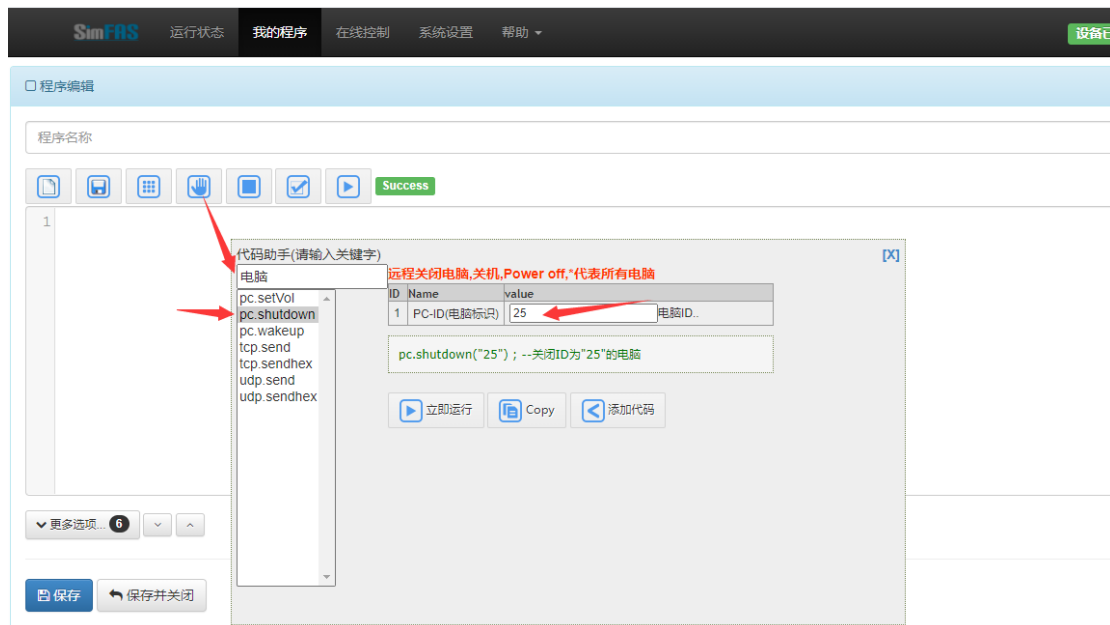 SimFAS 运行状态 我的程序 在线控制 系统设置 帮助
程序编辑
程序名称
Success
1
代码助手(请输入关键字) [X]
电脑
远程关闭电脑,关机,Power off,*代表所有电脑
pc.setVol
pc.shutdown
pc.wakeup
tcp.send
tcp.sendhex
udp.send
udp.sendhex
ID Name value
1 PC-ID(电脑标识) 25 电脑ID..
pc.shutdown("25") ; --关闭ID为"25"的电脑
立即运行 Copy 添加代码
更多选项... 6
保存 保存并关闭